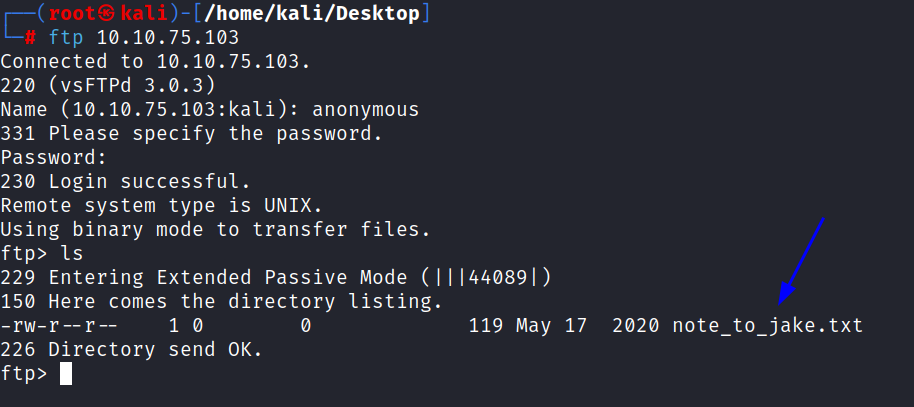 ┌──(root㉿kali)-[/home/kali/Desktop]
└─# ftp 10.10.75.103
Connected to 10.10.75.103.
220 (vsFTPd 3.0.3)
Name (10.10.75.103:kali): anonymous
331 Please specify the password.
Password:
230 Login successful.
Remote system type is UNIX.
Using binary mode to transfer files.
ftp> ls
229 Entering Extended Passive Mode (|||44089|)
150 Here comes the directory listing.
-rw-r--r--    1 0        0             119 May 17  2020 note_to_jake.txt
226 Directory send OK.
ftp>